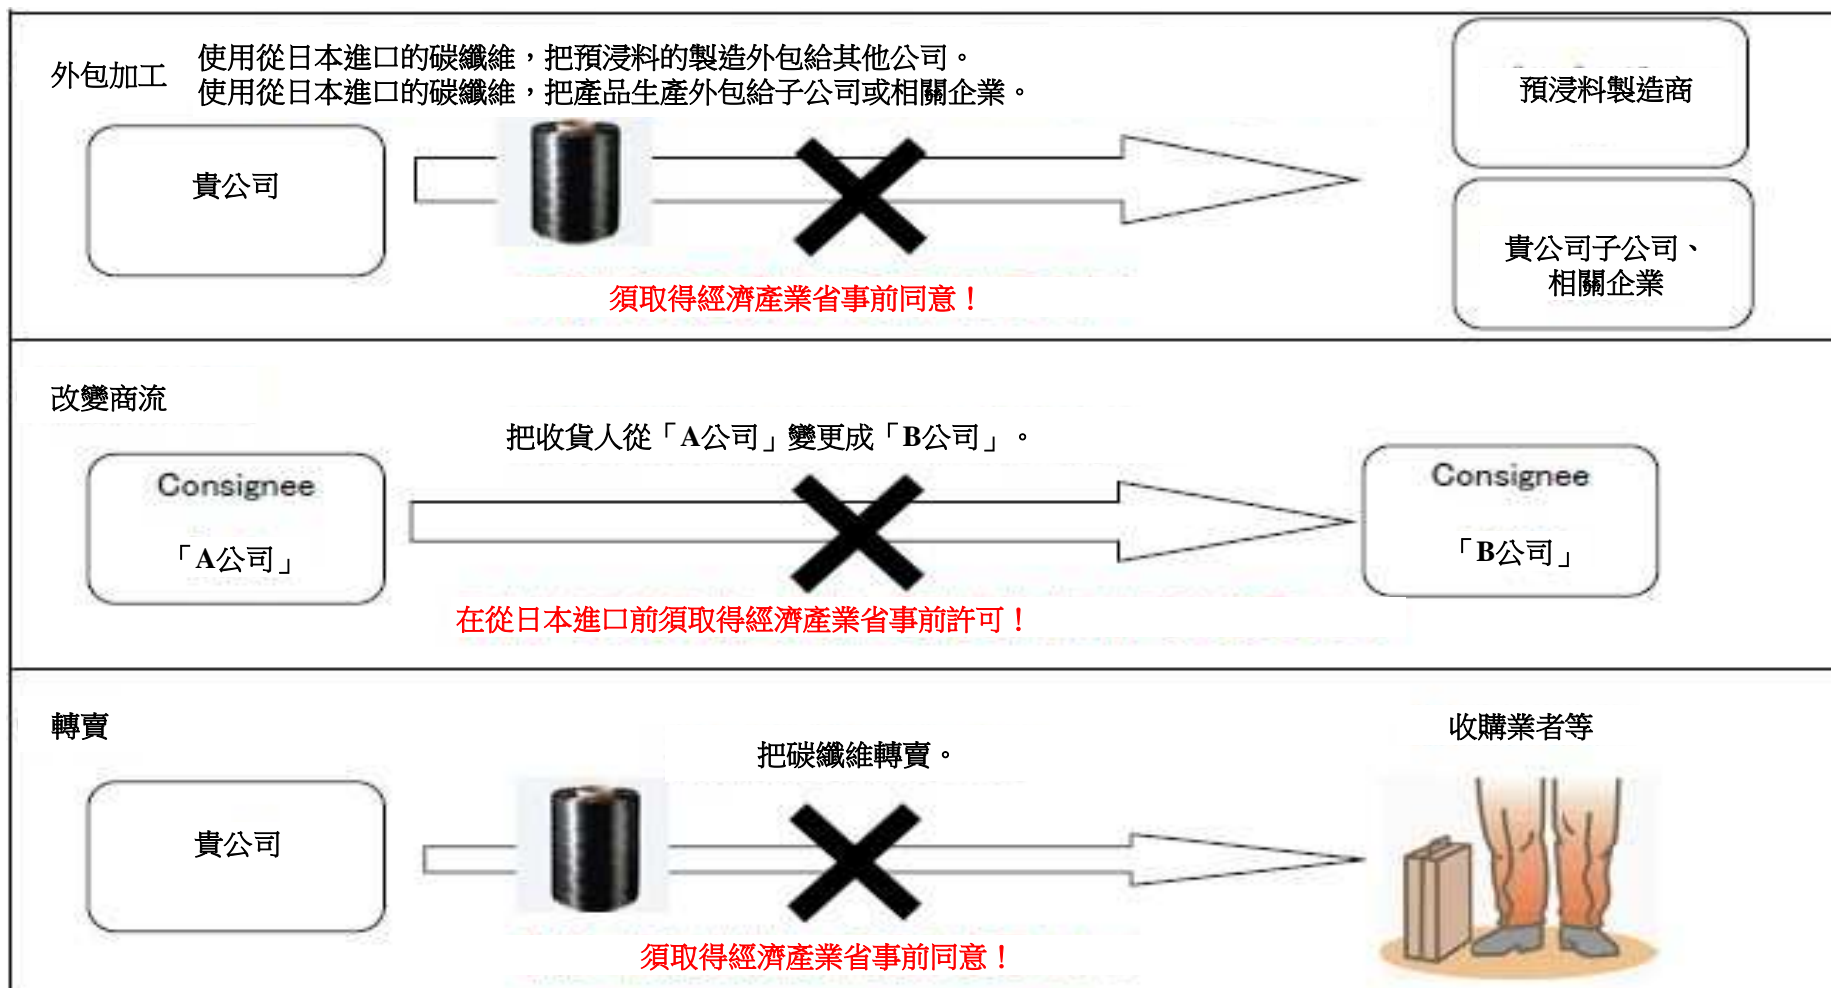 外包加工
使用從日本進口的碳纖維，把預浸料的製造外包給其他公司。
使用從日本進口的碳纖維，把產品生產外包給子公司或相關企業。
貴公司
預浸料製造商
貴公司子公司、
相關企業
須取得經濟產業省事前同意！
改變商流
把收貨人從「A公司」變更成「B公司」。
Consignee
「A公司」
Consignee
「B公司」
在從日本進口前須取得經濟產業省事前許可！
轉賣
把碳纖維轉賣。
收購業者等
貴公司
須取得經濟產業省事前同意！